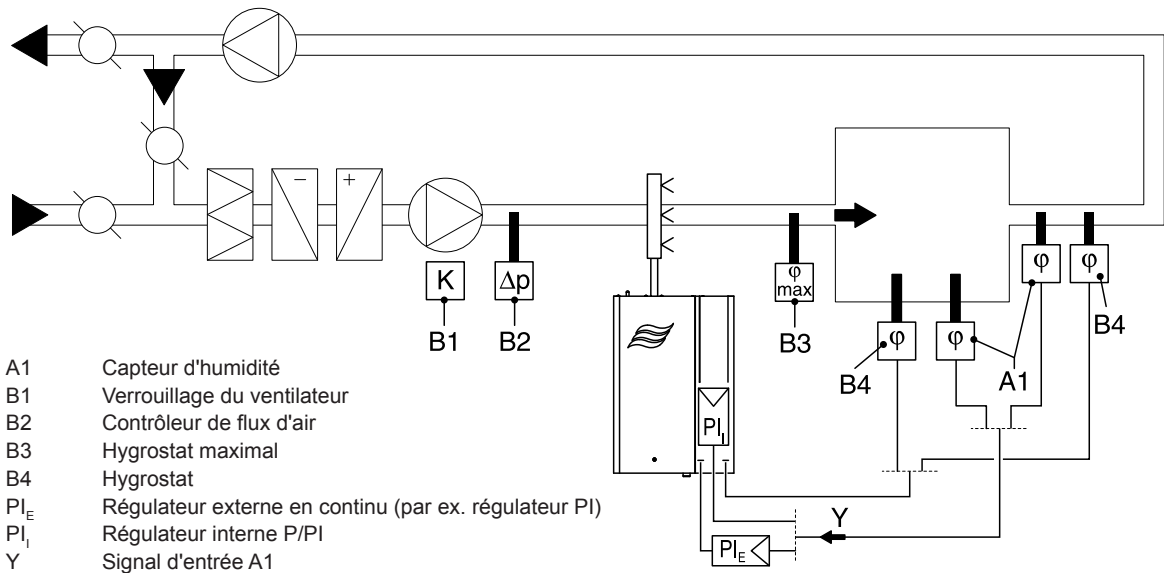 − +
K
Δp
φ
max
φ
φ
φ
φ
B1
B2
B3
B4
B4
A1
PII
Y
PIE
A1 Capteur d'humidité
B1 Verrouillage du ventilateur
B2 Contrôleur de flux d'air
B3 Hygrostat maximal
B4 Hygrostat
PIE Régulateur externe en continu (par ex. régulateur PI)
PII Régulateur interne P/PI
Y Signal d'entrée A1